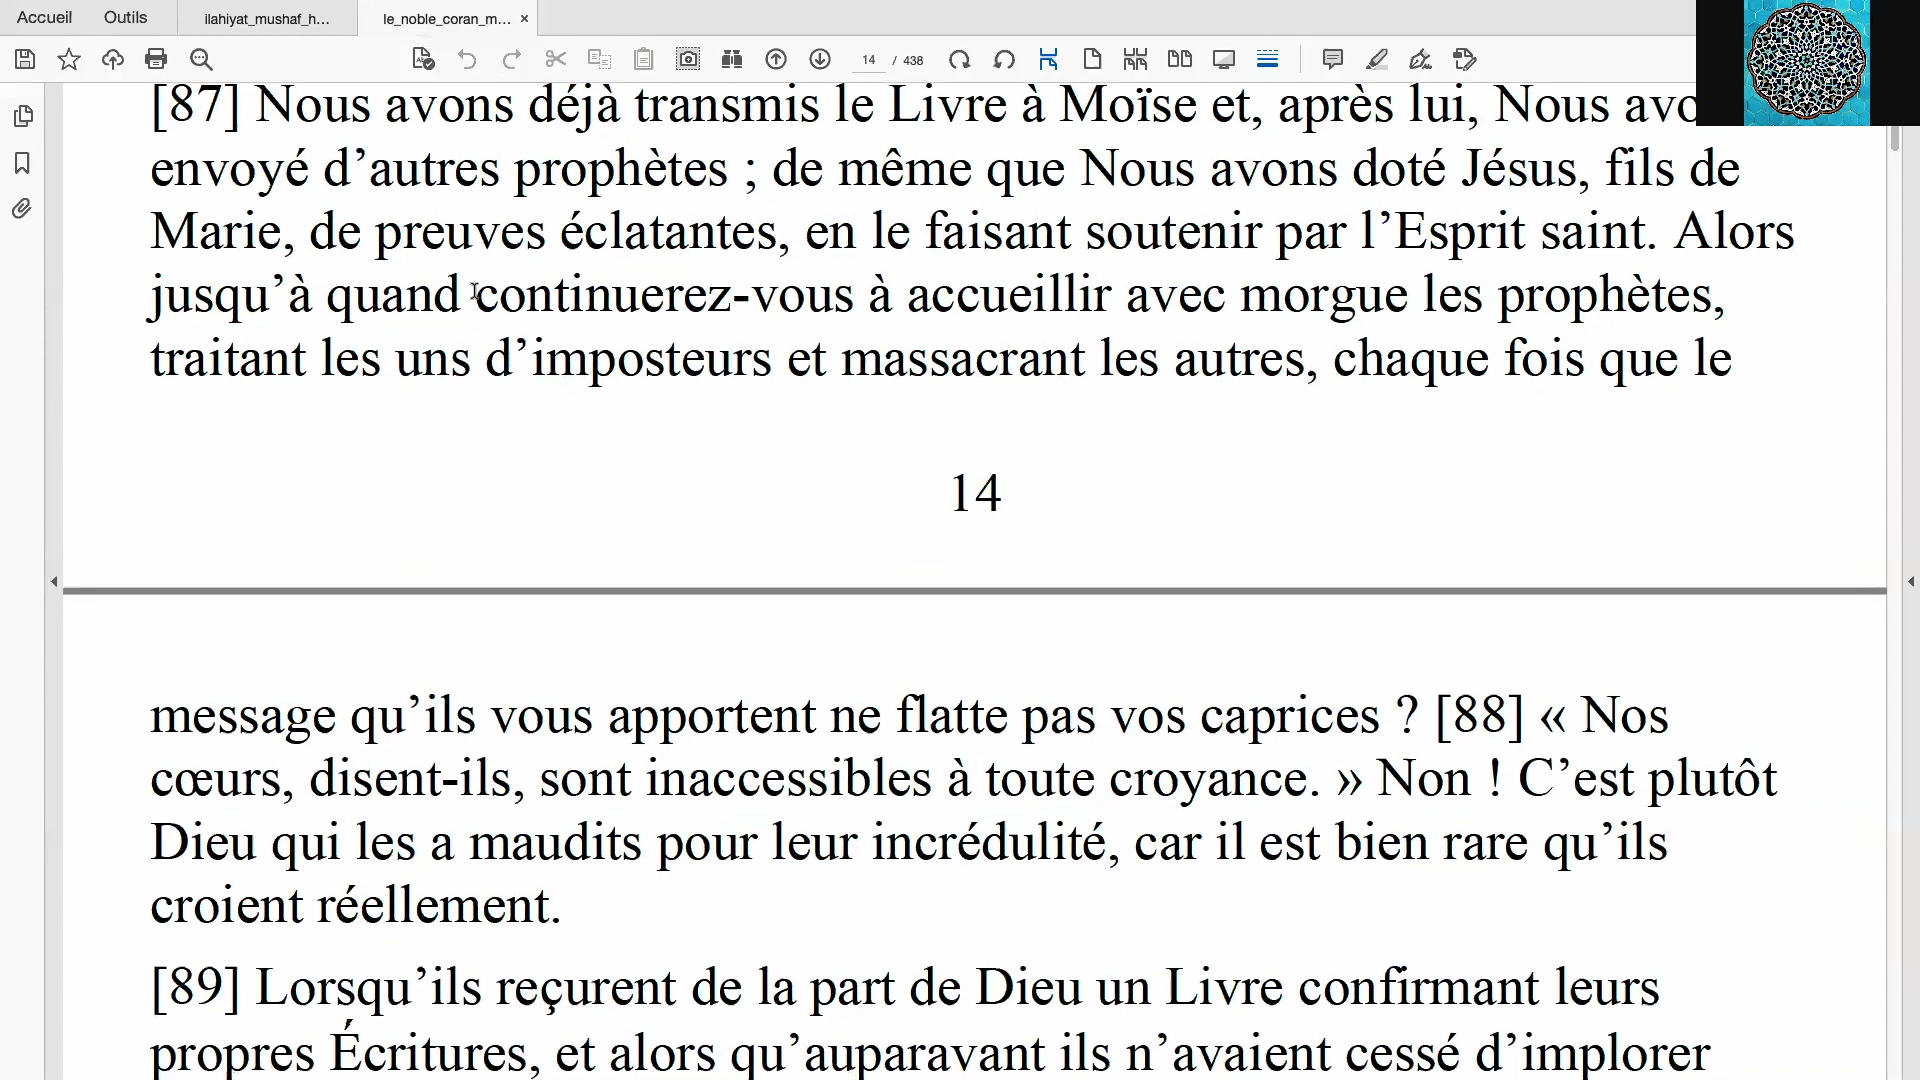 Accueil
Outils
ilahiyat_mushaf_h...
le_noble_coran_m...
14 / 438
[87] Nous avons déjà transmis le Livre à Moïse et, après lui, Nous
envoyé d’autres prophètes ; de même que Nous avons doté Jésus, fils de
Marie, de preuves éclatantes, en le faisant soutenir par l’Esprit saint. Alors
jusqu’à quand continuerez-vous à accueillir avec morgue les prophètes,
traitant les uns d’imposteurs et massacrant les autres, chaque fois que le
14
message qu’ils vous apportent ne flatte pas vos caprices ? [88] « Nos
cœurs, disent-ils, sont inaccessibles à toute croyance. » Non ! C’est plutôt
Dieu qui les a maudits pour leur incrédulité, car il est bien rare qu’ils
croient réellement.
[89] Lorsqu’ils reçurent de la part de Dieu un Livre confirmant leurs
propres Écritures, et alors qu’auparavant ils n’avaient cessé d’implorer